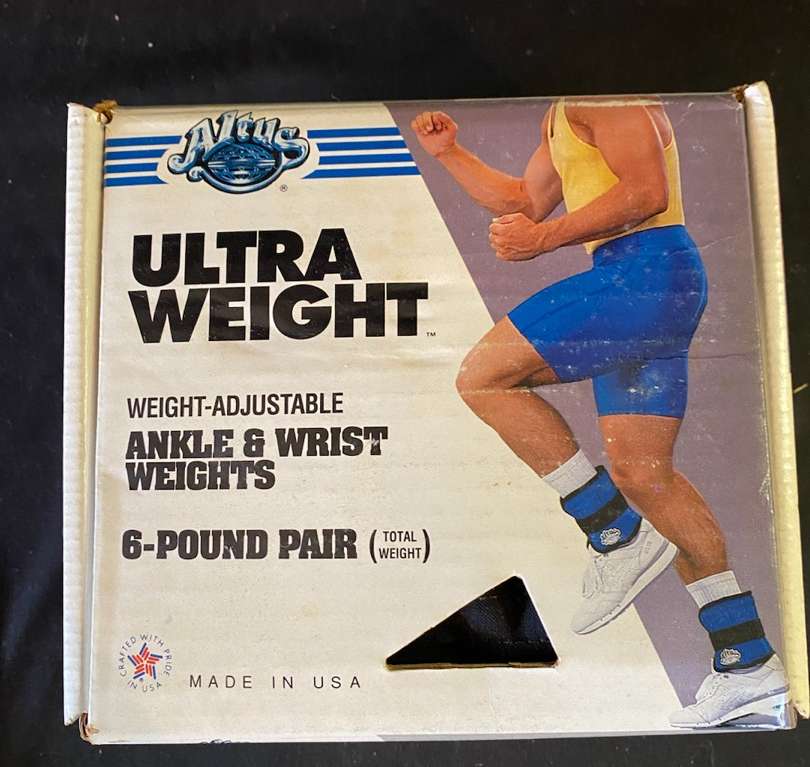 Altus
®
ULTRA
WEIGHT™
WEIGHT-ADJUSTABLE
ANKLE & WRIST
WEIGHTS
6-POUND PAIR (TOTAL WEIGHT)
CRAFTED WITH PRIDE IN USA
MADE IN USA